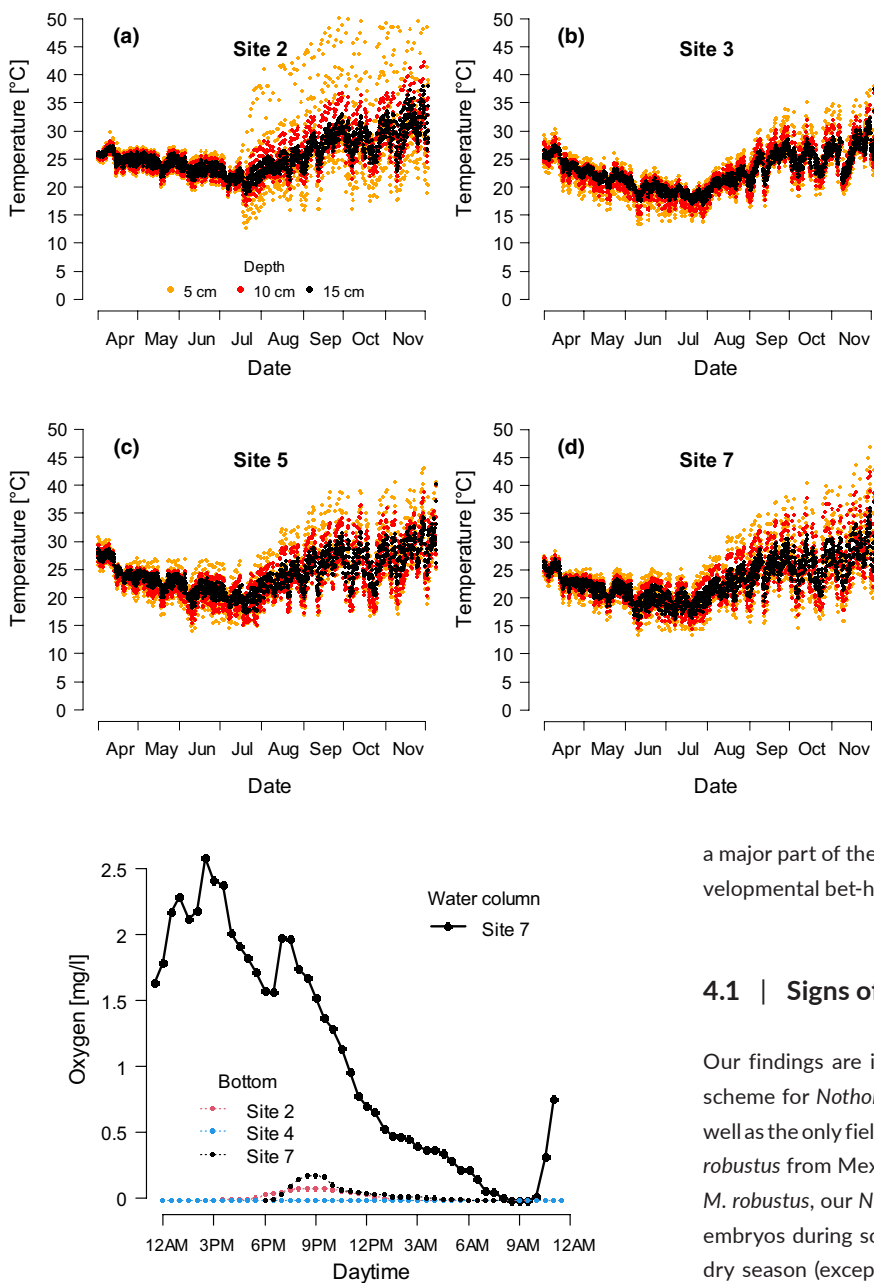 (a)
Site 2
Temperature [°C]
50
45
40
35
30
25
20
15
10
5
0
Depth
5 cm 10 cm 15 cm
Apr May Jun Jul Aug Sep Oct Nov
Date
(b)
Site 3
Temperature [°C]
50
45
40
35
30
25
20
15
10
5
0
Apr May Jun Jul Aug Sep Oct Nov
Date
(c)
Site 5
Temperature [°C]
50
45
40
35
30
25
20
15
10
5
0
Apr May Jun Jul Aug Sep Oct Nov
Date
(d)
Site 7
Temperature [°C]
50
45
40
35
30
25
20
15
10
5
0
Apr May Jun Jul Aug Sep Oct Nov
Date
Oxygen [mg/l]
2.5
2
1.5
1
0.5
0
Water column
Site 7
Bottom
Site 2
Site 4
Site 7
12AM 3PM 6PM 9PM 12AM 3AM 6AM 9AM 12AM
Daytime
a major part of the
velopmental bet-h
4.1 | Signs of
Our findings are i
scheme for Nothor
well as the only fiel
robustus from Mex
M. robustus, our N
embryos during so
dry season (excep